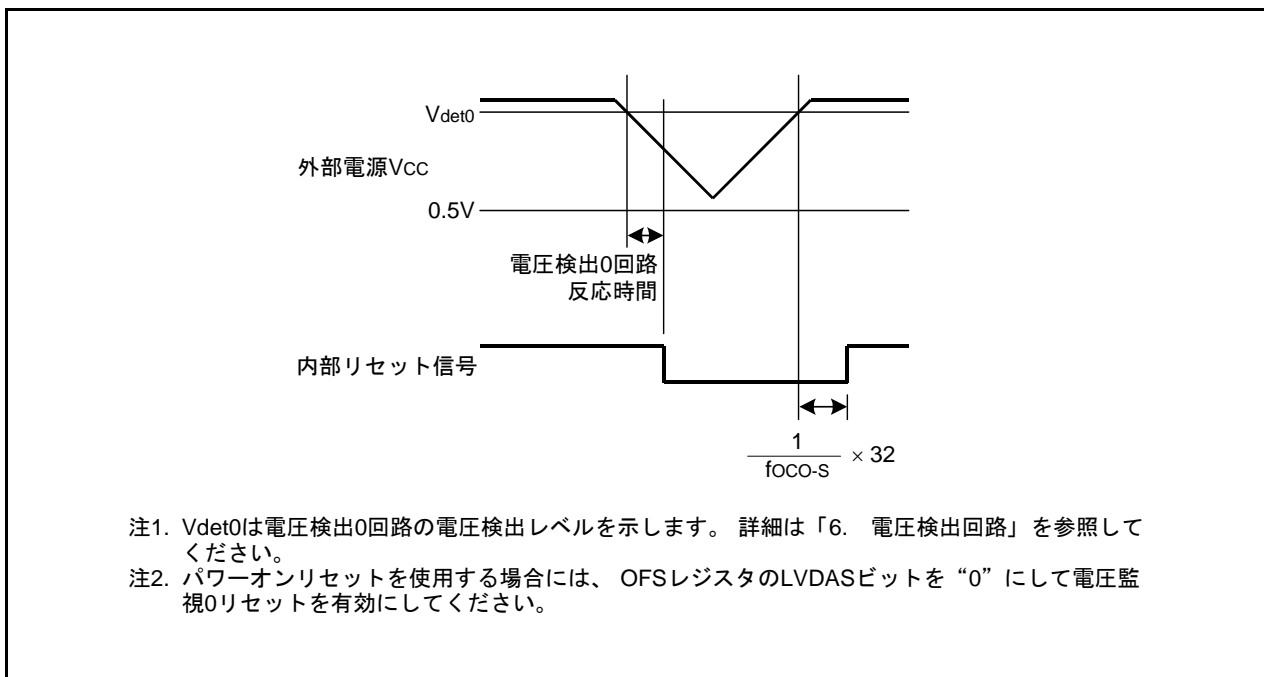 Vdet0
外部電源VCC
0.5V
電圧検出0回路
反応時間
内部リセット信号
1
fOCO-S
× 32
注1. Vdet0は電圧検出0回路の電圧検出レベルを示します。 詳細は「6. 電圧検出回路」を参照して
ください。
注2. パワーオンリセットを使用する場合には、 OFSレジスタのLVDASビットを“0”にして電圧監
視0リセットを有効にしてください。